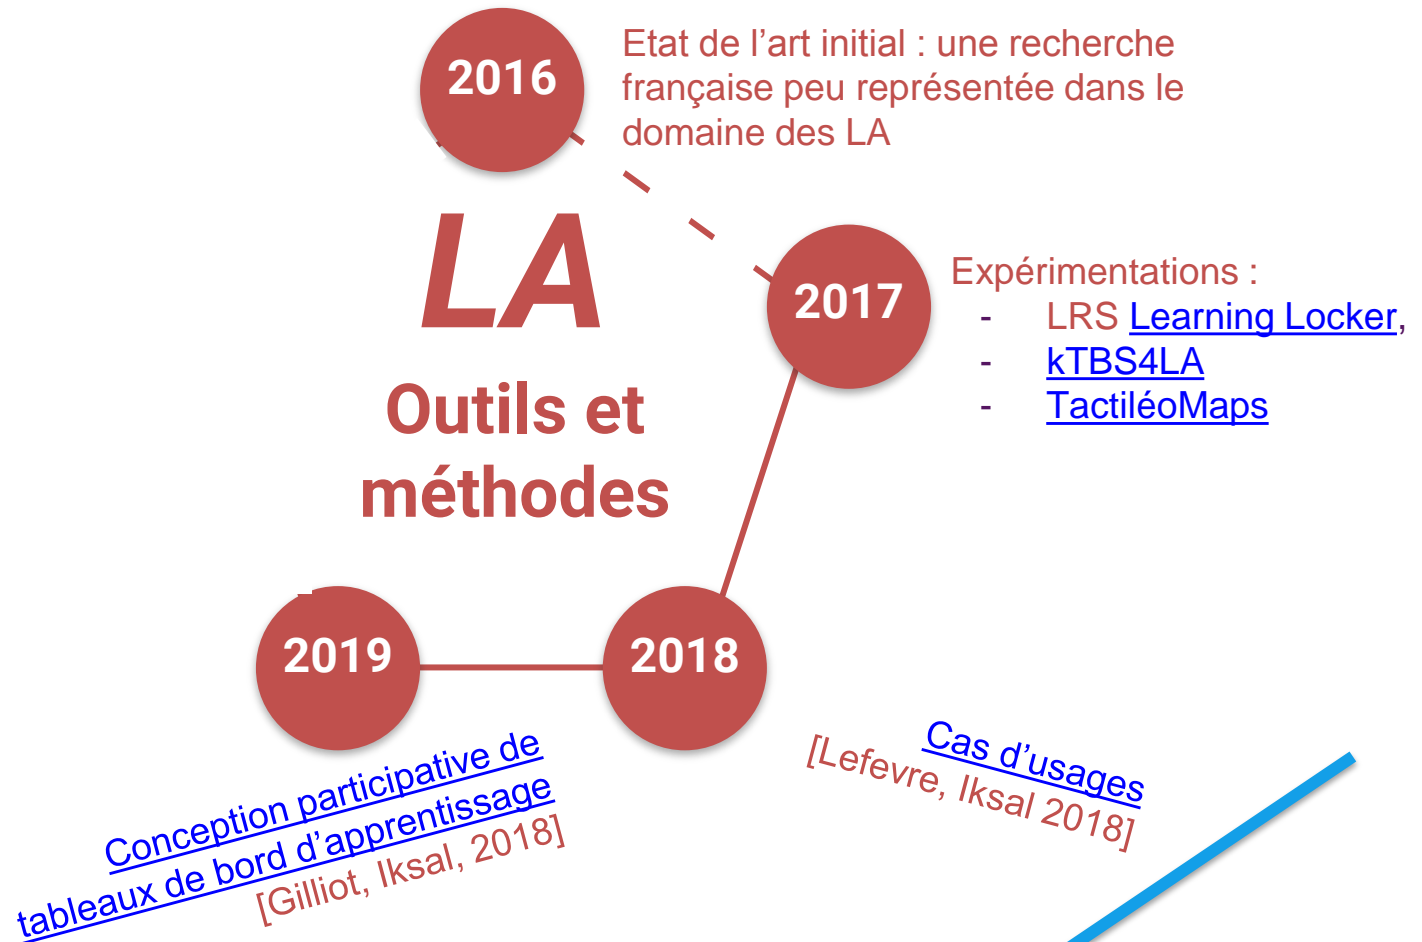 2016
Etat de l’art initial : une recherche
française peu représentée dans le
domaine des LA
LA
Outils et
méthodes
2017
Expérimentations :
- LRS Learning Locker,
- kTBS4LA
- TactiléoMaps
2019
2018
Conception participative de
tableaux de bord d’apprentissage
[Gilliot, Iksal, 2018]
Cas d’usages
[Lefevre, Iksal 2018]